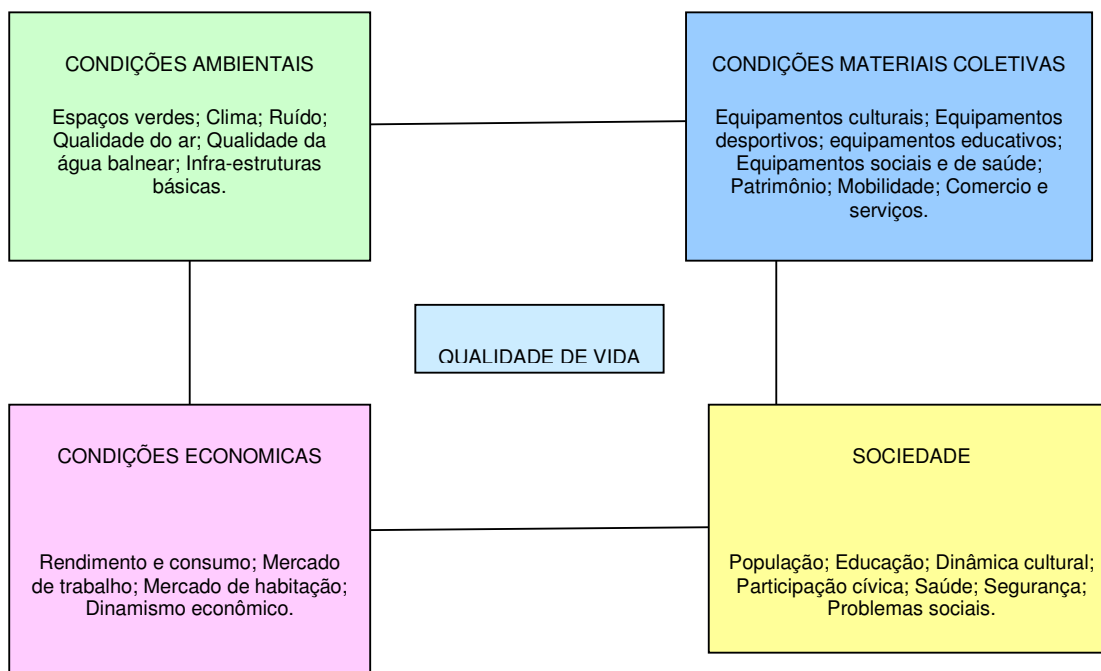 CONDIÇÕES AMBIENTAIS
Espaços verdes; Clima; Ruído;
Qualidade do ar; Qualidade da
água balnear; Infra-estruturas
básicas.
CONDIÇÕES MATERIAIS COLETIVAS
Equipamentos culturais; Equipamentos
desportivos; equipamentos educativos;
Equipamentos sociais e de saúde;
Patrimônio; Mobilidade; Comercio e
serviços.
QUALIDADE DE VIDA
CONDIÇÕES ECONOMICAS
Rendimento e consumo; Mercado
de trabalho; Mercado de habitação;
Dinamismo econômico.
SOCIEDADE
População; Educação; Dinâmica cultural;
Participação cívica; Saúde; Segurança;
Problemas sociais.